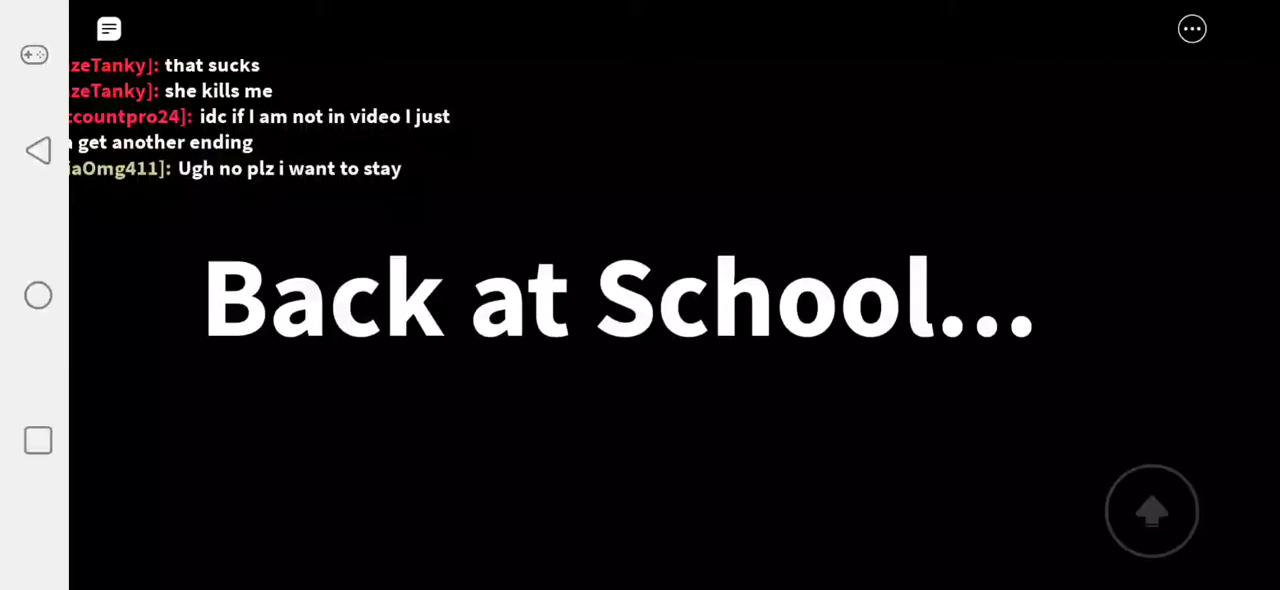 zeTanky]: that sucks
zeTanky]: she kills me
ccountpro24]: idc if I am not in video I just
get another ending
iaOmg411]: Ugh no plz i want to stay
Back at School...